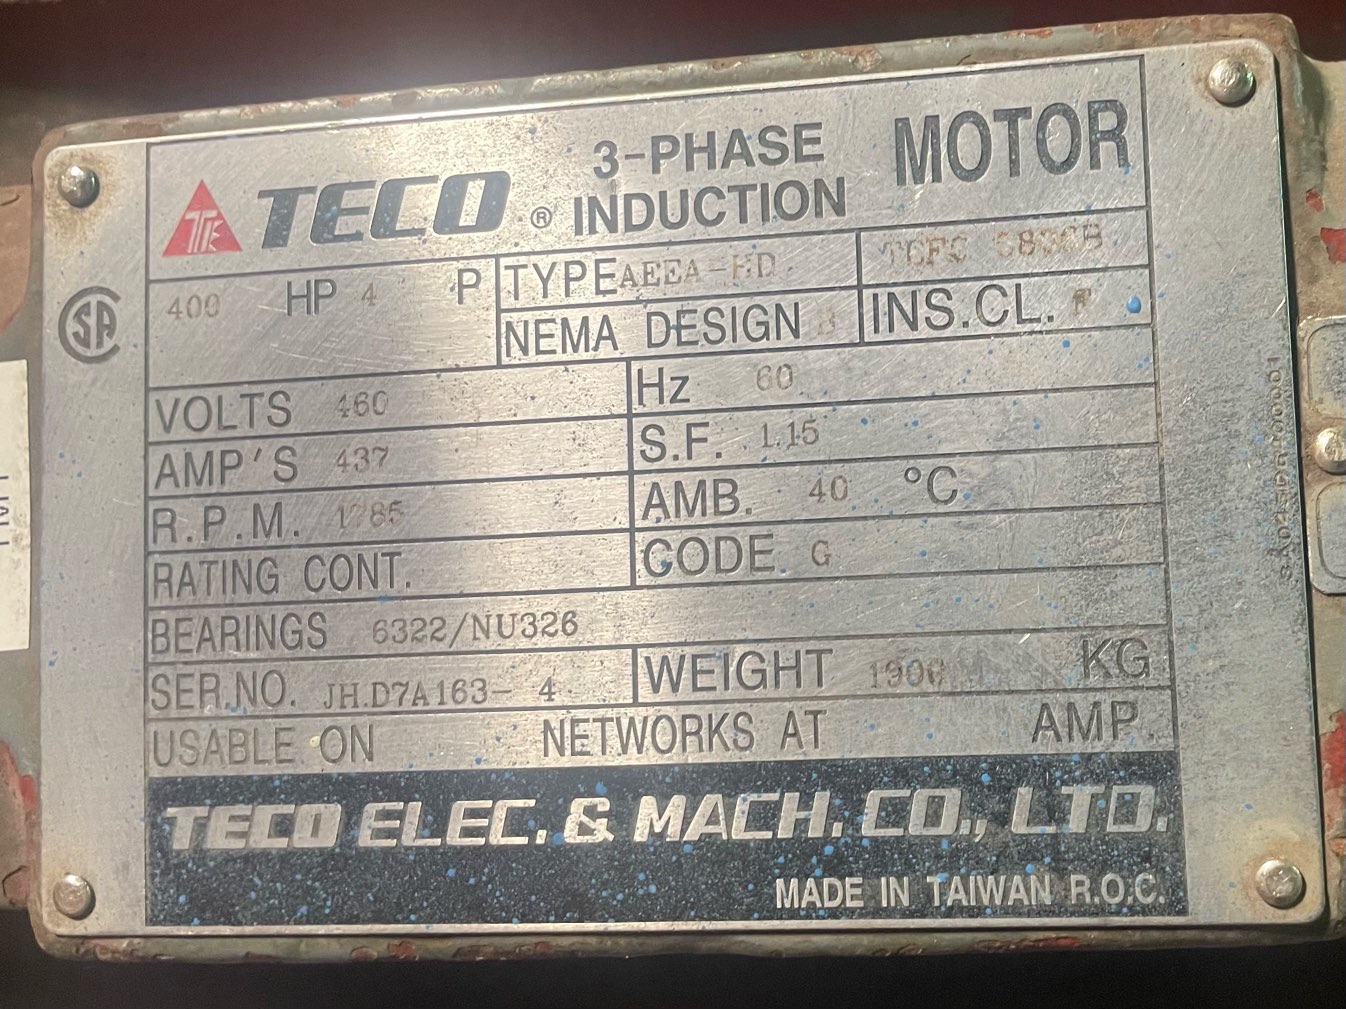 TECO ® 3-PHASE INDUCTION MOTOR
400 HP 4 P
TYPE AEEA-HD TEFC
NEMA DESIGN B INS.CL. F
VOLTS 460 Hz 60
AMP'S 437 S.F. 1.15
R.P.M. 1785 AMB. 40 °C
RATING CONT. CODE G
BEARINGS 6322/NU326
SER.NO. JH.D7A163- 4 WEIGHT 1900 KG
USABLE ON NETWORKS AT AMP.
TECO ELEC. & MACH. CO., LTD.
MADE IN TAIWAN R.O.C.